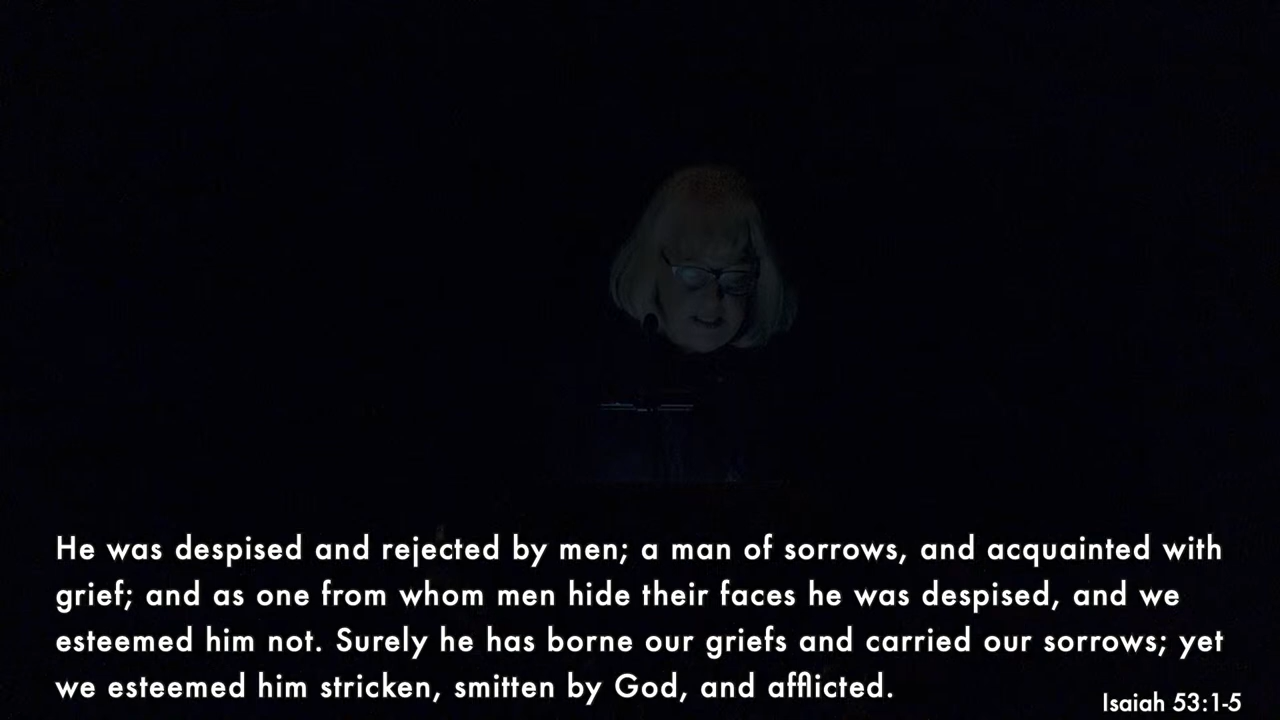 He was despised and rejected by men; a man of sorrows, and acquainted with
grief; and as one from whom men hide their faces he was despised, and we
esteemed him not. Surely he has borne our griefs and carried our sorrows; yet
we esteemed him stricken, smitten by God, and afflicted.
Isaiah 53:1-5